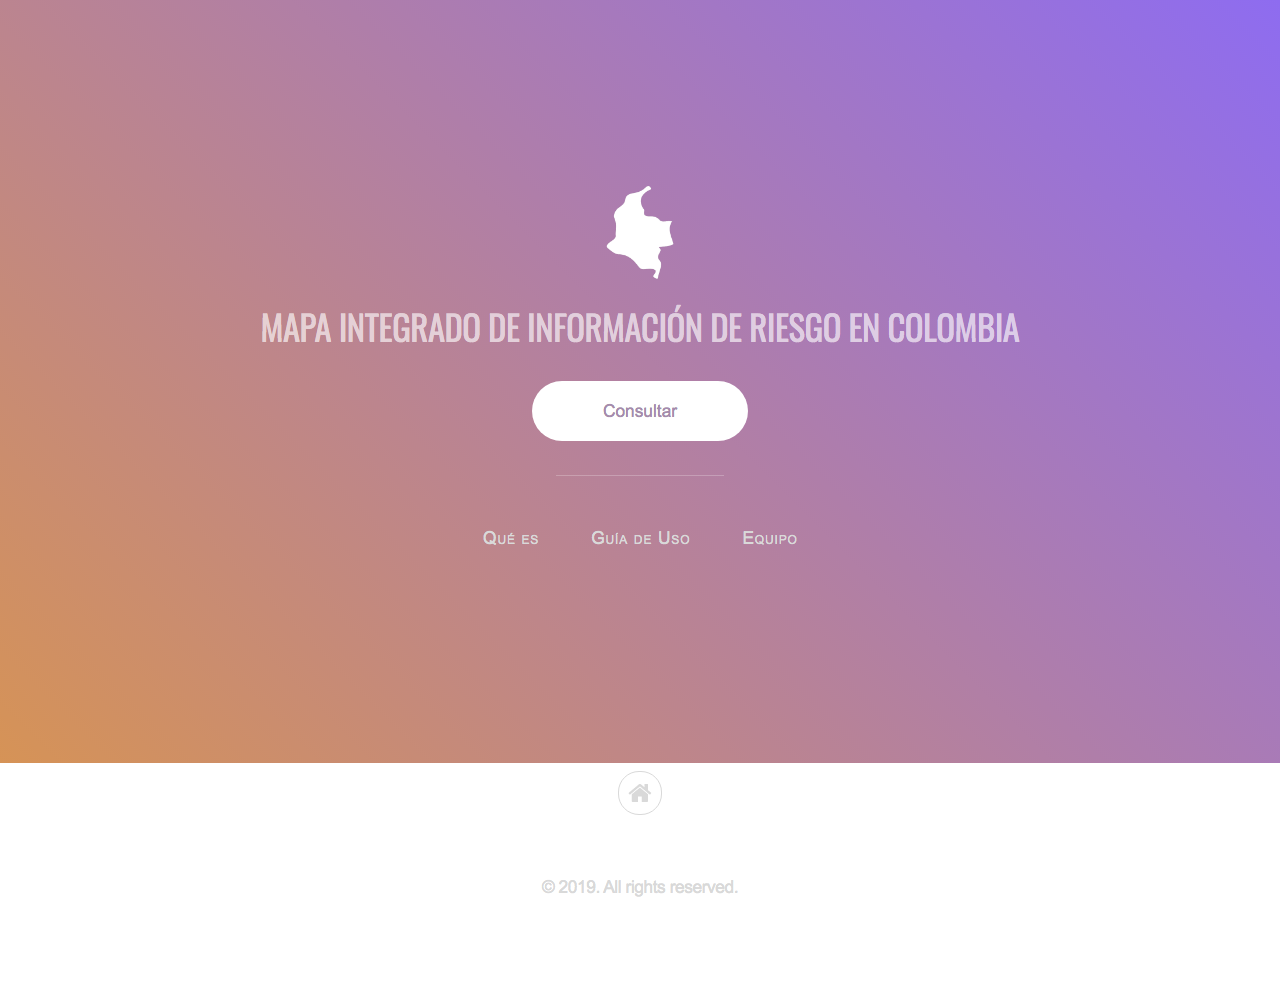 MAPA INTEGRADO DE INFORMACIÓN DE RIESGO EN COLOMBIA
Consultar
Qué es Guía de Uso Equipo
© 2019. All rights reserved.